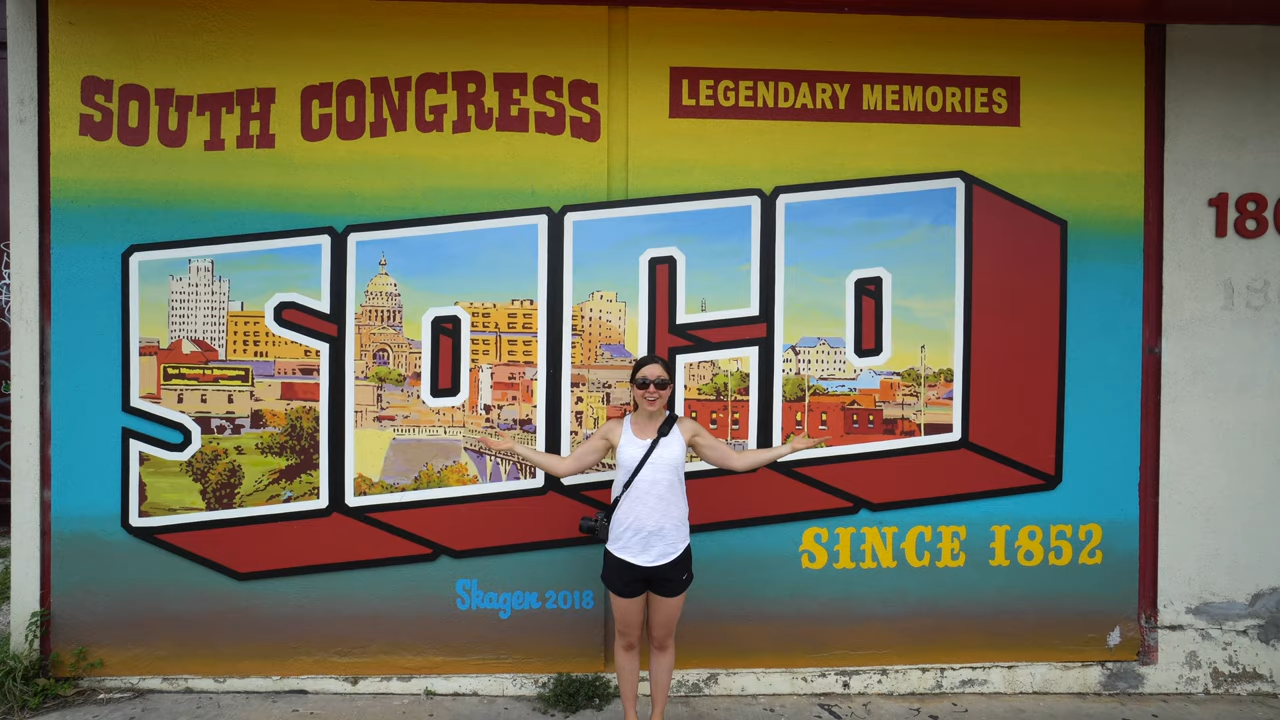 SOUTH CONGRESS
LEGENDARY MEMORIES
SOCO
SINCE 1852
Skagen 2018